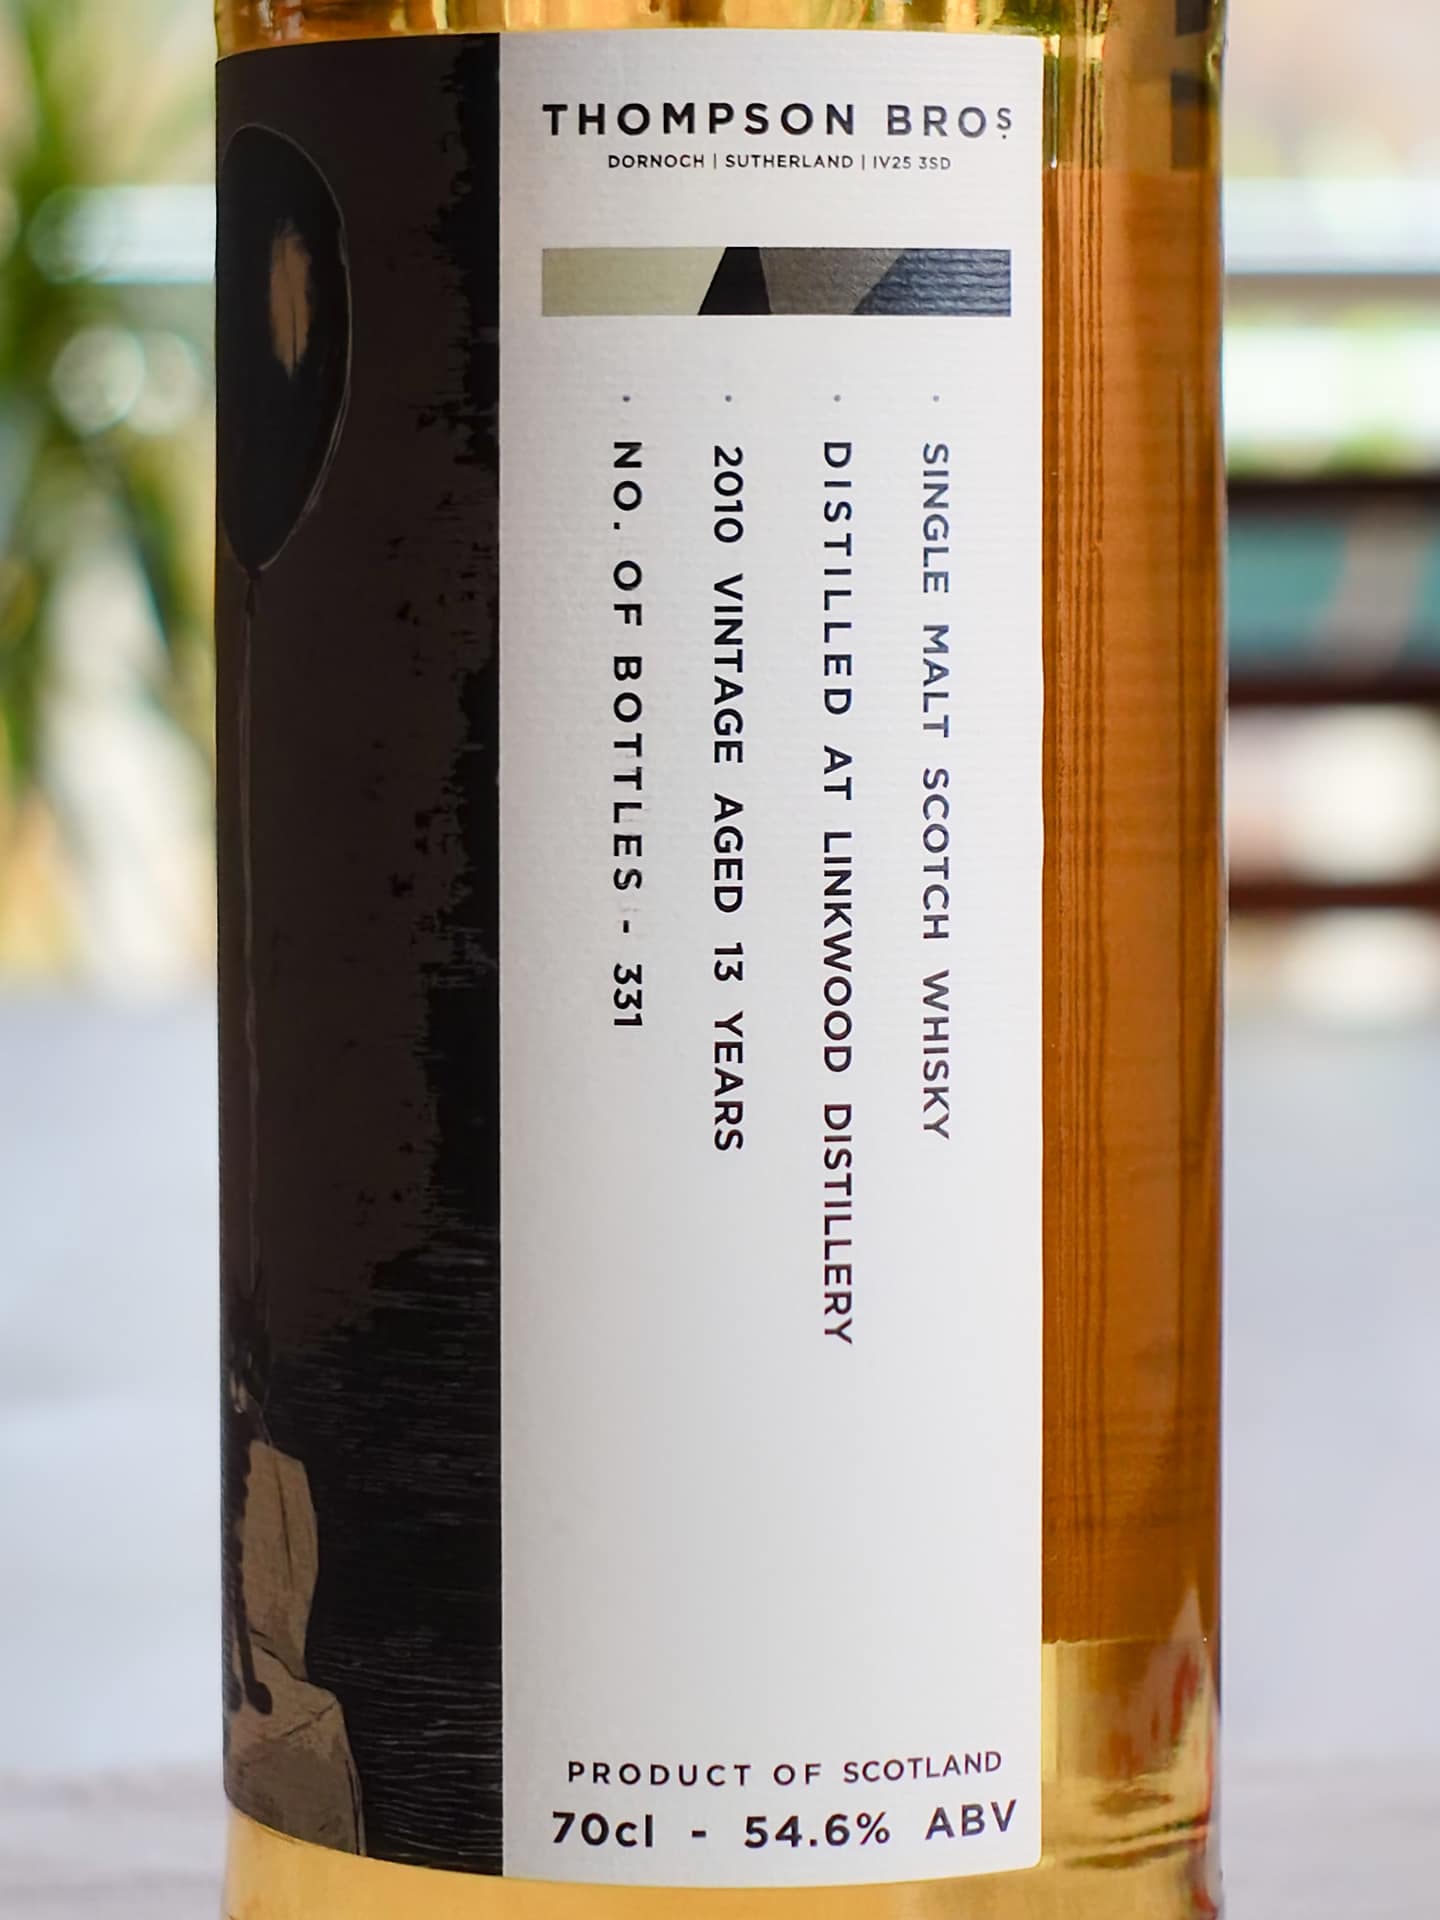 THOMPSON BROS.
DORNOCH | SUTHERLAND | IV25 3SD
· SINGLE MALT SCOTCH WHISKY
· DISTILLED AT LINKWOOD DISTILLERY
· 2010 VINTAGE AGED 13 YEARS
· NO. OF BOTTLES - 331
PRODUCT OF SCOTLAND
70cl - 54.6% ABV